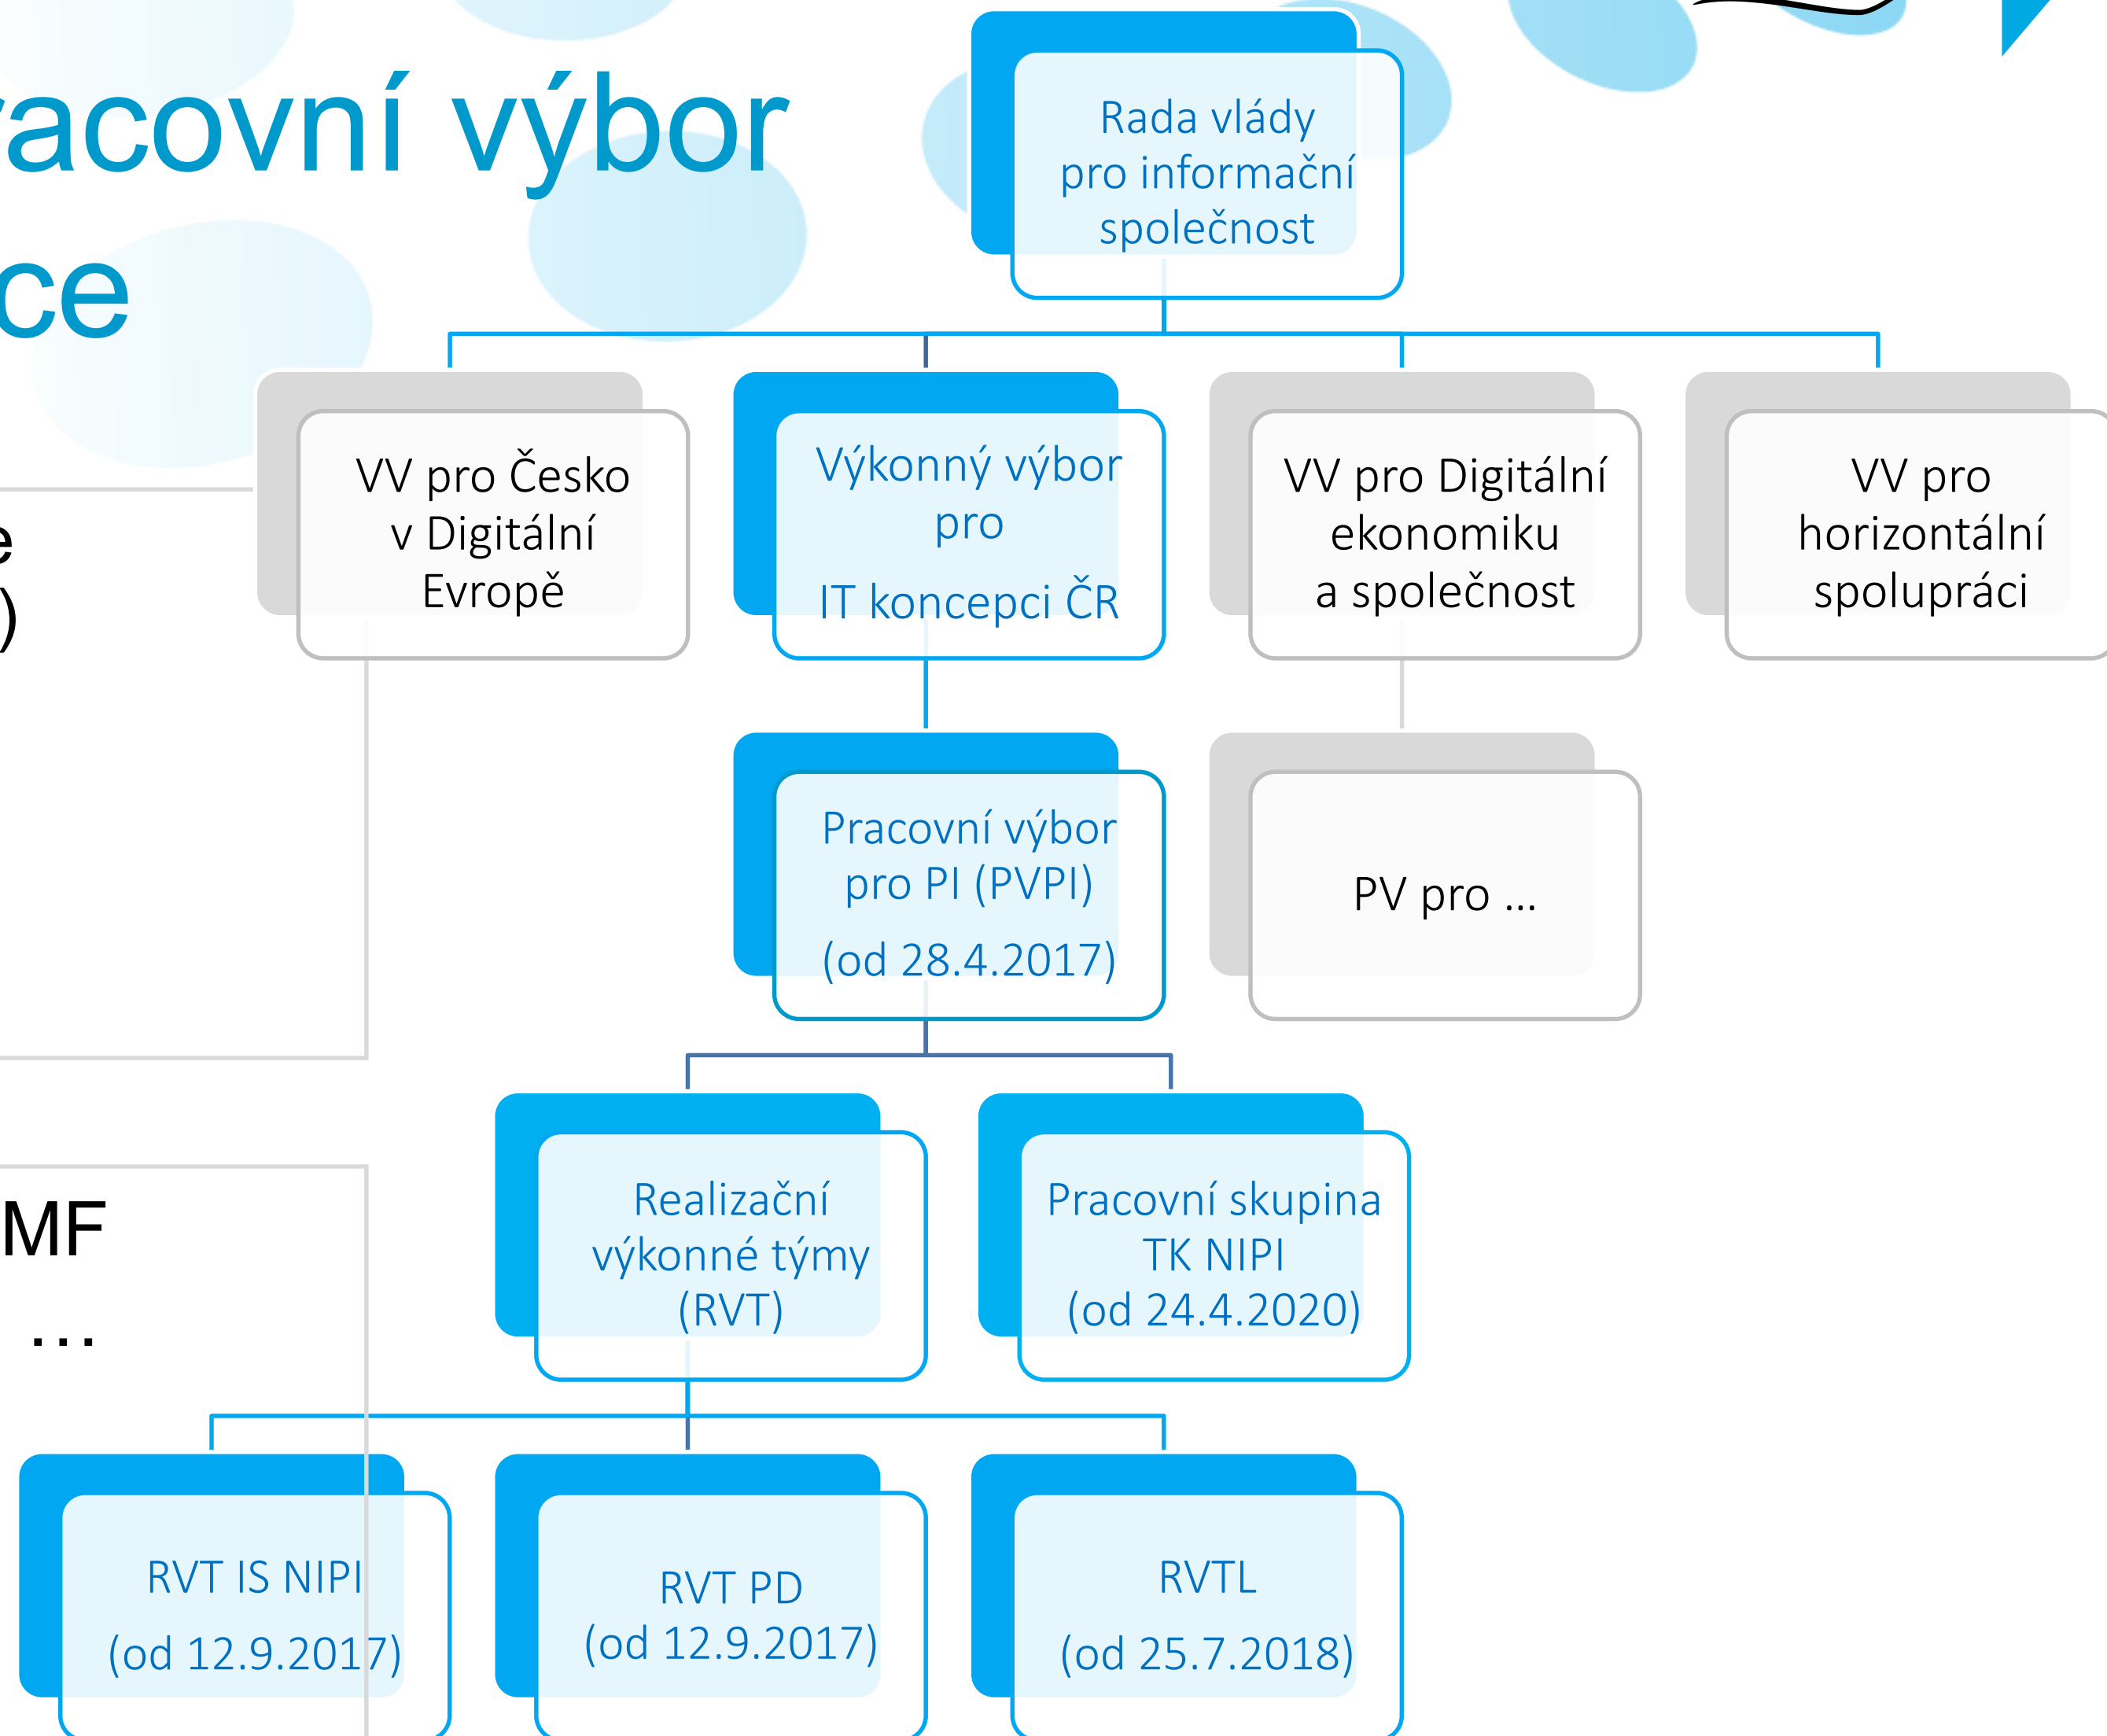 acovní výbor
ce
Rada vlády
pro informační
společnost
VV pro Česko
v Digitální
Evropě
Výkonný výbor
pro
IT koncepci ČR
VV pro Digitální
ekonomiku
a společnost
VV pro
horizontální
spolupráci
e
)
Pracovní výbor
pro PI (PVPI)
(od 28.4.2017)
PV pro ...
MF
...
Realizační
výkonné týmy
(RVT)
Pracovní skupina
TK NIPI
(od 24.4.2020)
RVT IS NIPI
(od 12.9.2017)
RVT PD
(od 12.9.2017)
RVTL
(od 25.7.2018)